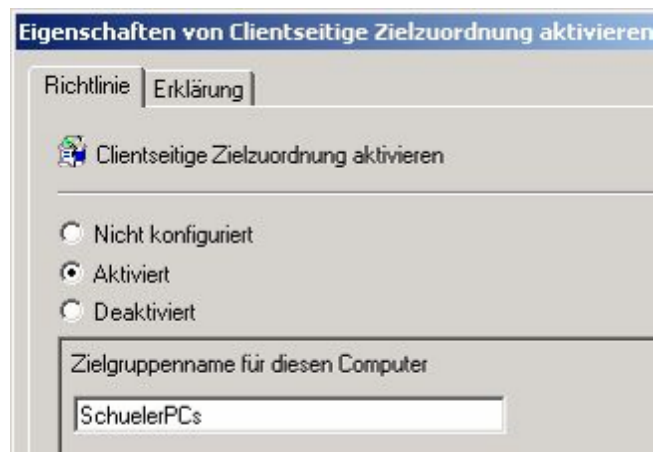 Eigenschaften von Clientseitige Zielzuordnung aktivieren
Richtlinie Erklärung
Clientseitige Zielzuordnung aktivieren
Nicht konfiguriert
Aktiviert
Deaktiviert
Zielgruppenname für diesen Computer
SchuelerPCs